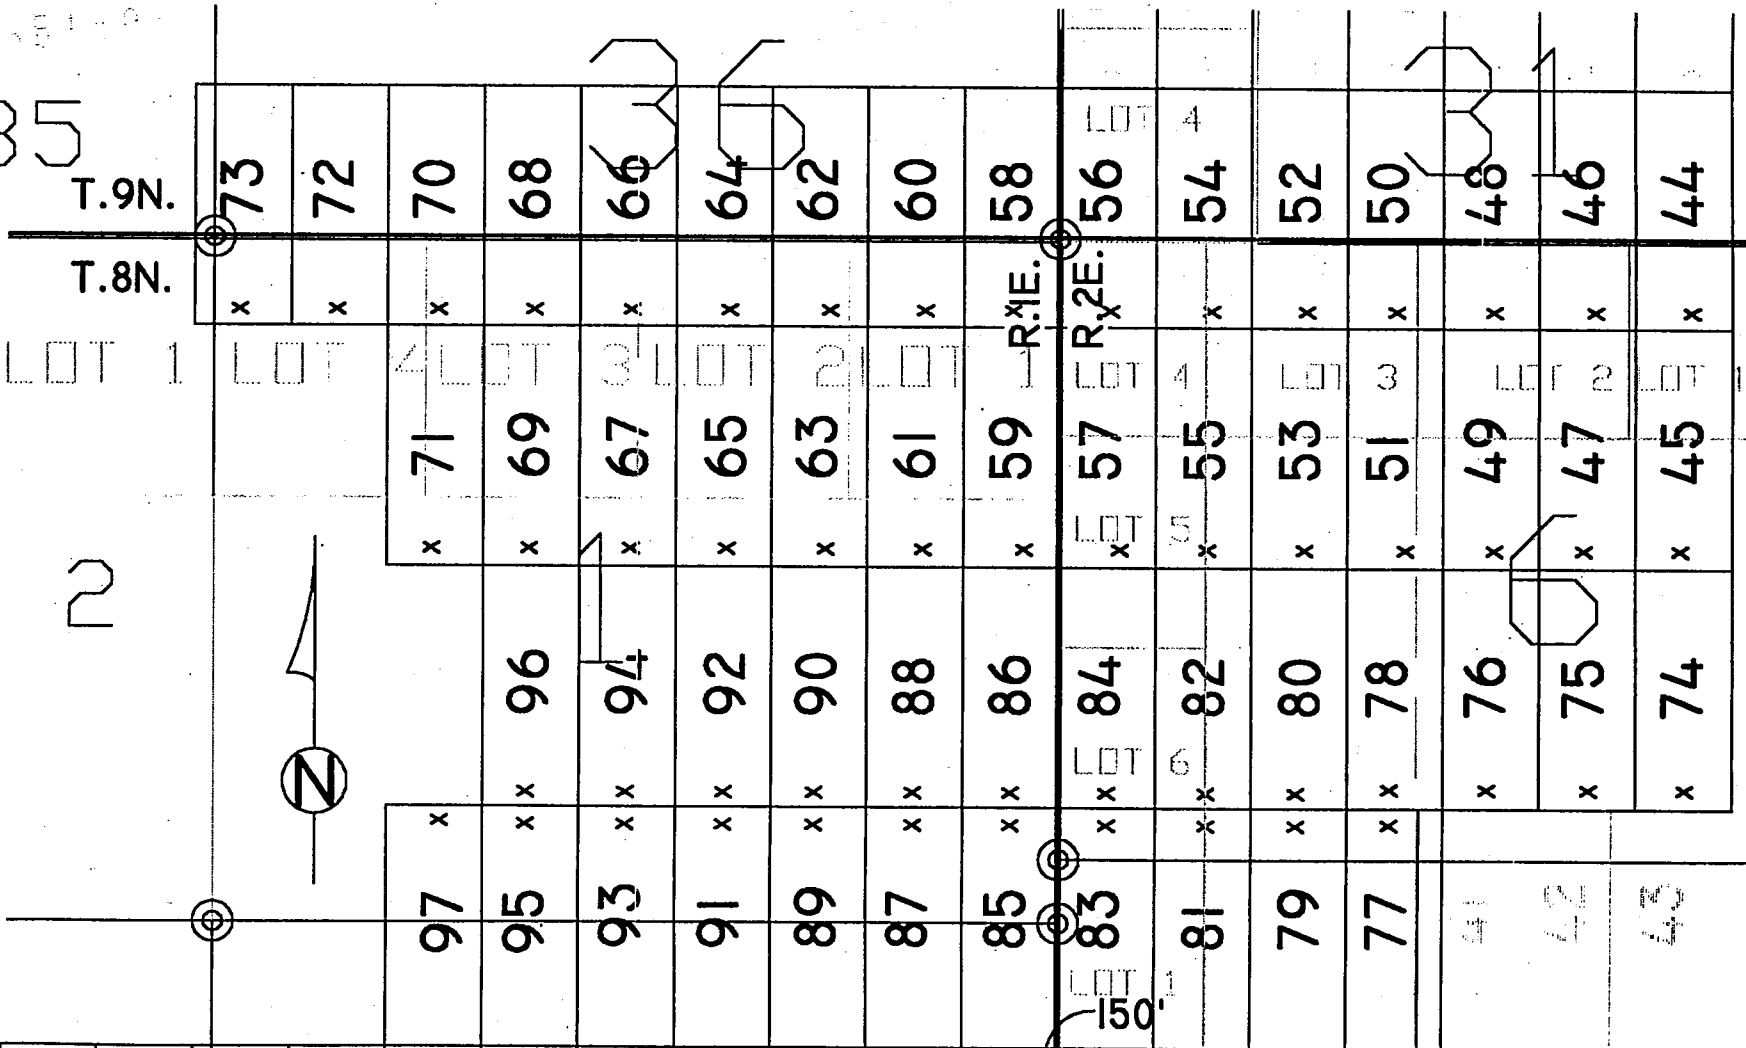 36 31
35 LOT 4
T.9N. 73 72 70 68 66 64 62 60 58 56 54 52 50 48 46 44
T.8N. R.1E. R.2E.
x x x x x x x x x x x x x x x x
LOT 1 LOT 4 LOT 3 LOT 2 LOT 1 LOT 4 LOT 3 LOT 2 LOT 1
71 69 67 65 63 61 59 57 55 53 51 49 47 45
LOT 5
x x x x x x x x x x x x x x
2 1 6
96 94 92 90 88 86 84 82 80 78 76 75 74
N LOT 6
x x x x x x x x x x x x x
x x x x x x x x x x x
97 95 93 91 89 87 85 83 81 79 77 41 42 43
LOT 1
150'